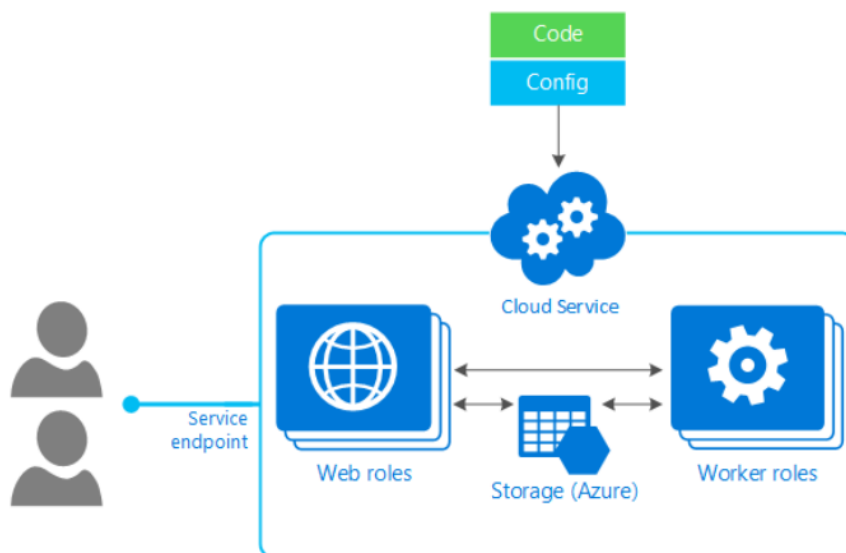 Code
Config
Cloud Service
Service
endpoint
Web roles
Storage (Azure)
Worker roles